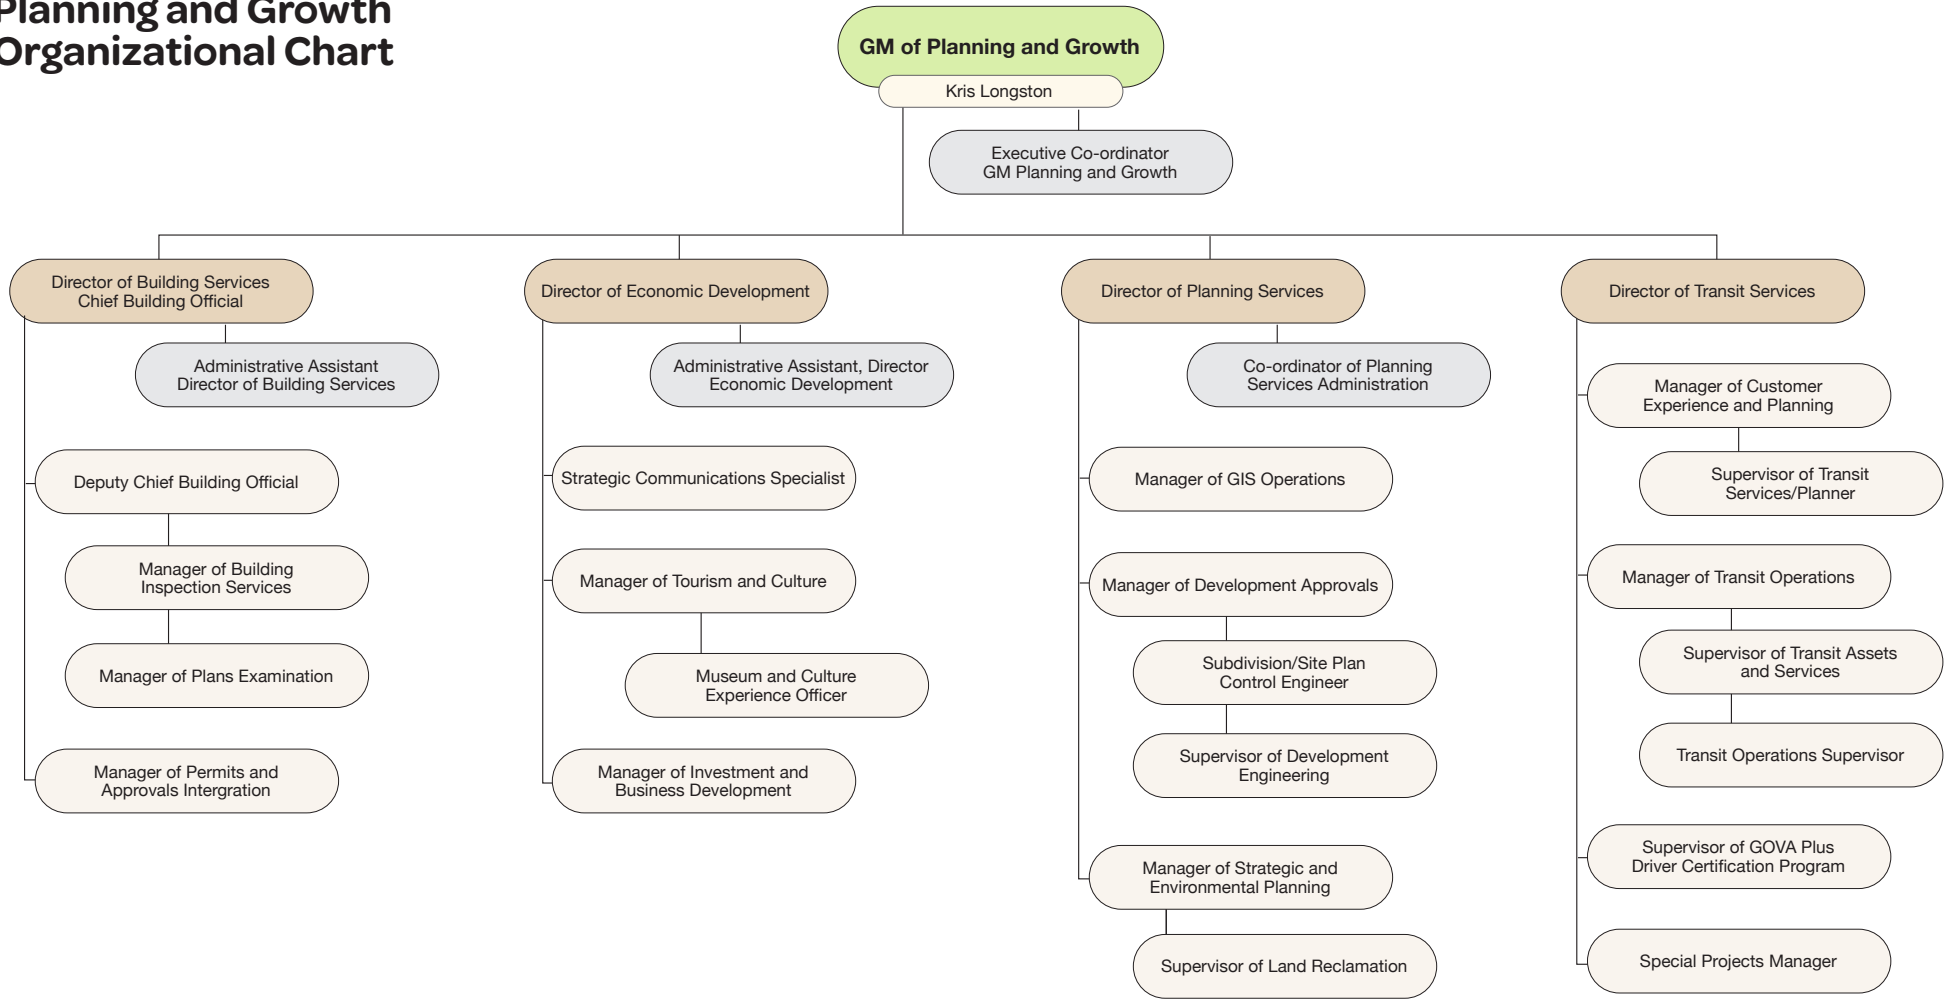 Planning and Growth
Organizational Chart
GM of Planning and Growth
Kris Longston
Executive Co-ordinator
GM Planning and Growth
Director of Building Services
Chief Building Official
Administrative Assistant
Director of Building Services
Deputy Chief Building Official
Manager of Building
Inspection Services
Manager of Plans Examination
Manager of Permits and
Approvals Intergration
Director of Economic Development
Administrative Assistant, Director
Economic Development
Strategic Communications Specialist
Manager of Tourism and Culture
Museum and Culture
Experience Officer
Manager of Investment and
Business Development
Director of Planning Services
Co-ordinator of Planning
Services Administration
Manager of GIS Operations
Manager of Development Approvals
Subdivision/Site Plan
Control Engineer
Supervisor of Development
Engineering
Manager of Strategic and
Environmental Planning
Supervisor of Land Reclamation
Director of Transit Services
Manager of Customer
Experience and Planning
Supervisor of Transit
Services/Planner
Manager of Transit Operations
Supervisor of Transit Assets
and Services
Transit Operations Supervisor
Supervisor of GOVA Plus
Driver Certification Program
Special Projects Manager